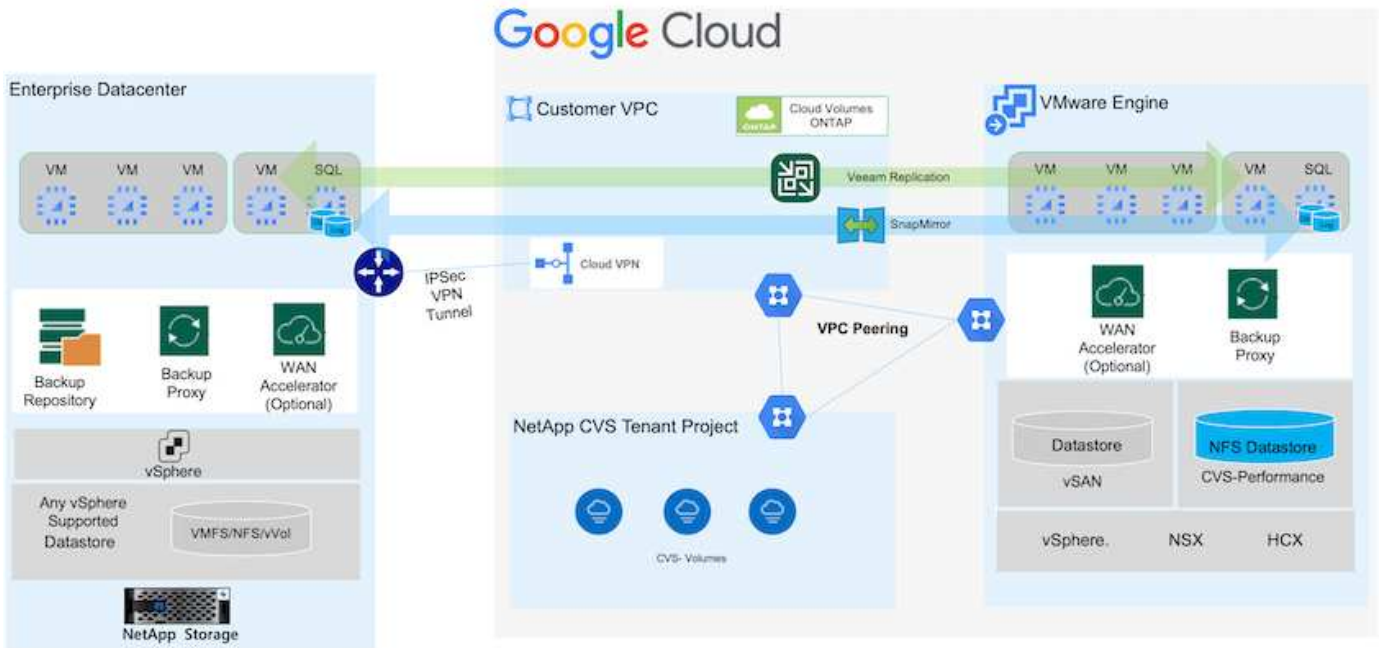 Google Cloud
Enterprise Datacenter
VM
VM
VM
VM
SQL
IPSec
VPN
Tunnel
Backup
Repository
Backup
Proxy
WAN
Accelerator
(Optional)
vSphere
Any vSphere
Supported
Datastore
VMFS/NFS/vVol
NetApp Storage
Customer VPC
ONTAP
Cloud Volumes
ONTAP
Veeam Replication
SnapMirror
Cloud VPN
VPC Peering
NetApp CVS Tenant Project
CVS- Volumes
VMware Engine
VM
VM
VM
VM
SQL
WAN
Accelerator
(Optional)
Backup
Proxy
Datastore
vSAN
NFS Datastore
CVS-Performance
vSphere.
NSX
HCX